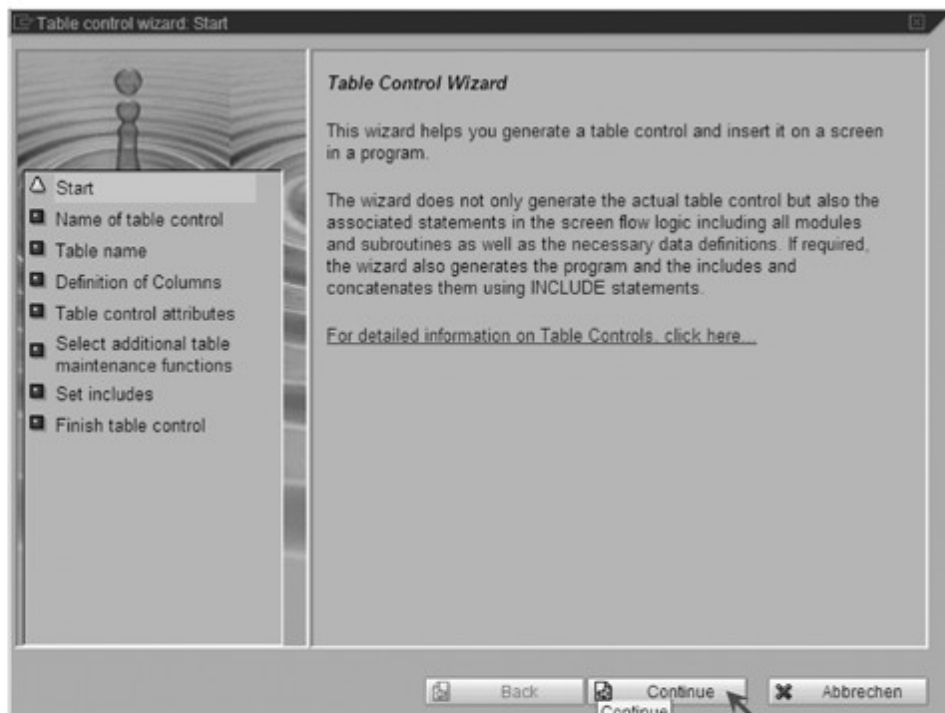 Table control wizard: Start
Start
Name of table control
Table name
Definition of Columns
Table control attributes
Select additional table
maintenance functions
Set includes
Finish table control
Table Control Wizard
This wizard helps you generate a table control and insert it on a screen
in a program.
The wizard does not only generate the actual table control but also the
associated statements in the screen flow logic including all modules
and subroutines as well as the necessary data definitions. If required,
the wizard also generates the program and the includes and
concatenates them using INCLUDE statements.
For detailed information on Table Controls, click here...
Back
Continue
Abbrechen
Continue